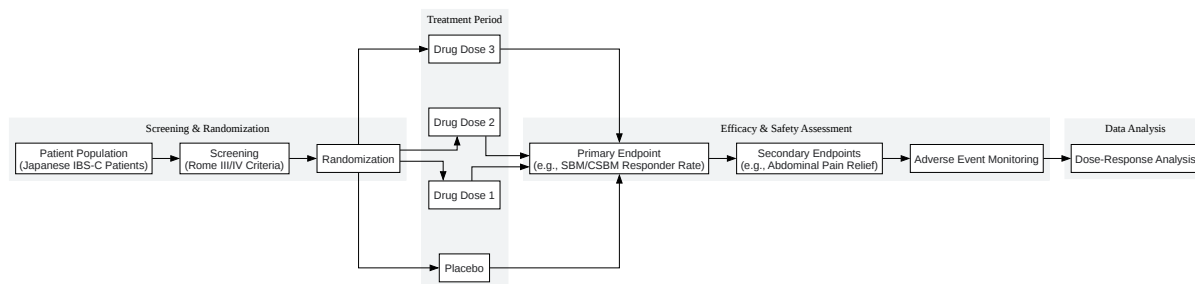 Treatment Period
Drug Dose 3
Drug Dose 2
Screening & Randomization
Efficacy & Safety Assessment
Data Analysis
Patient Population
(Japanese IBS-C Patients)
Screening
(Rome III/IV Criteria)
Randomization
Primary Endpoint
(e.g., SBM/CSBM Responder Rate)
Secondary Endpoints
(e.g., Abdominal Pain Relief)
Adverse Event Monitoring
Dose-Response Analysis
Drug Dose 1
Placebo